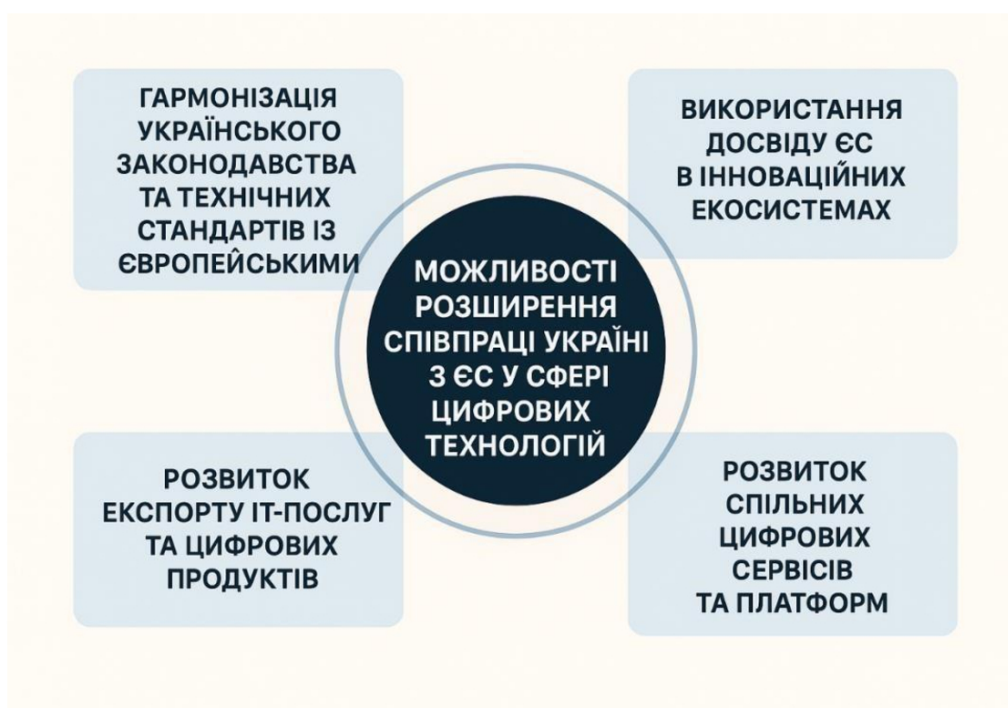 ГАРМОНІЗАЦІЯ
УКРАЇНСЬКОГО
ЗАКОНОДАВСТВА
ТА ТЕХНІЧНИХ
СТАНДАРТІВ ІЗ
ЄВРОПЕЙСЬКИМИ
ВИКОРИСТАННЯ
ДОСВІДУ ЄС
В ІННОВАЦІЙНИХ
ЕКОСИСТЕМАХ
МОЖЛИВОСТІ
РОЗШИРЕННЯ
СПІВПРАЦІ УКРАЇНІ
З ЄС У СФЕРІ
ЦИФРОВИХ
ТЕХНОЛОГІЙ
РОЗВИТОК
ЕКСПОРТУ ІТ-ПОСЛУГ
ТА ЦИФРОВИХ
ПРОДУКТІВ
РОЗВИТОК
СПІЛЬНИХ
ЦИФРОВИХ
СЕРВІСІВ
ТА ПЛАТФОРМ